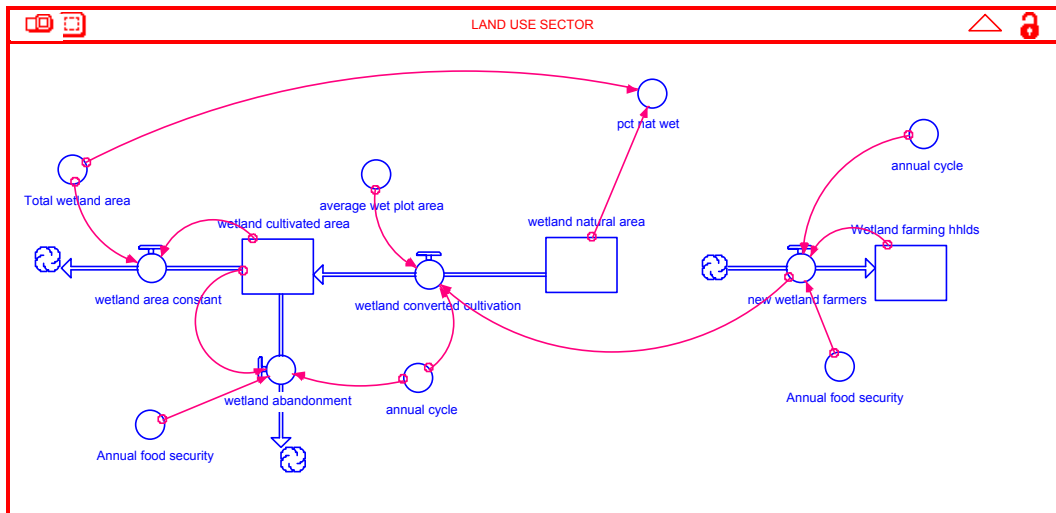 LAND USE SECTOR
pct nat wet
annual cycle
Total wetland area
average wet plot area
wetland cultivated area
wetland natural area
Wetland farming hhlds
wetland area constant
wetland converted cultivation
new wetland farmers
wetland abandonment
annual cycle
Annual food security
Annual food security